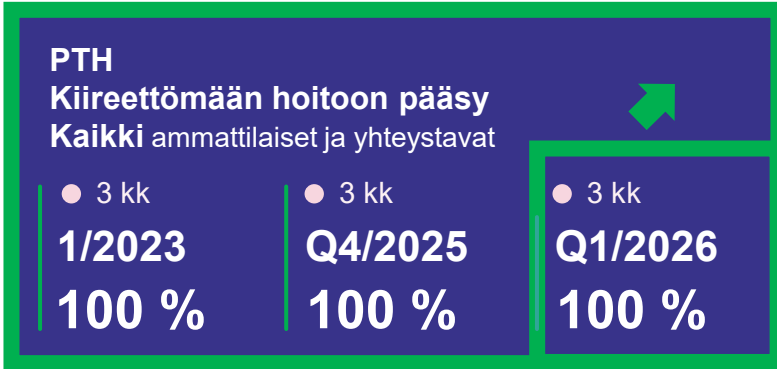 PTH
Kiireettömään hoitoon pääsy
Kaikki ammattilaiset ja yhteystavat
3 kk
1/2023
100 %
3 kk
Q4/2025
100 %
3 kk
Q1/2026
100 %